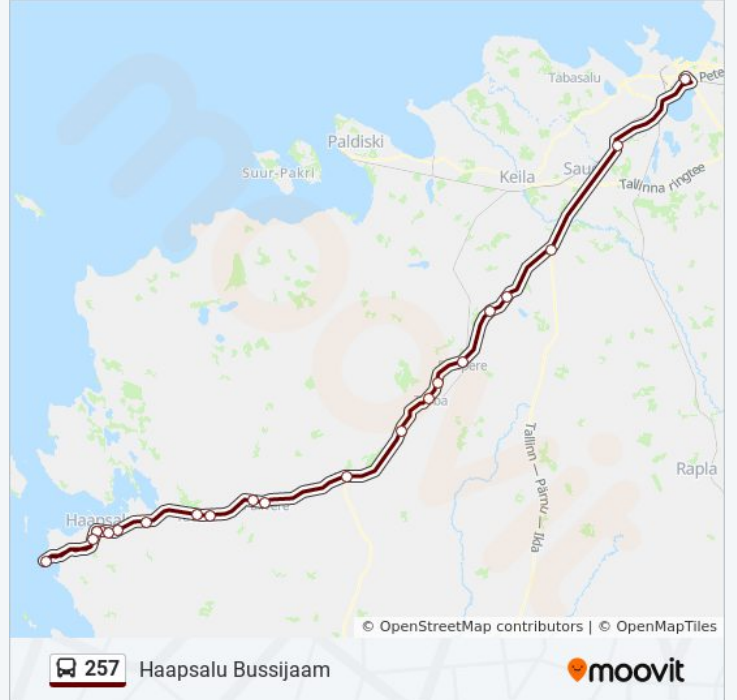 Tabasalu
Pete
Paldiski
Suur-Pakri
Keila
Sau
Tallinna ringtee
Tallinn — Pärnu — Ikla
Rapla
Haapsal
© OpenStreetMap contributors | © OpenMapTiles
257 Haapsalu Bussijaam
moovit